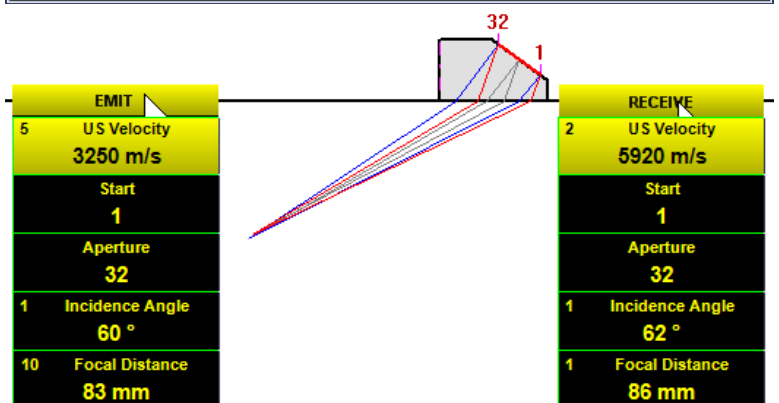 32
1
EMIT
5 US Velocity
3250 m/s
Start
1
Aperture
32
1 Incidence Angle
60 °
10 Focal Distance
83 mm
RECEIVE
2 US Velocity
5920 m/s
Start
1
Aperture
32
1 Incidence Angle
62 °
1 Focal Distance
86 mm